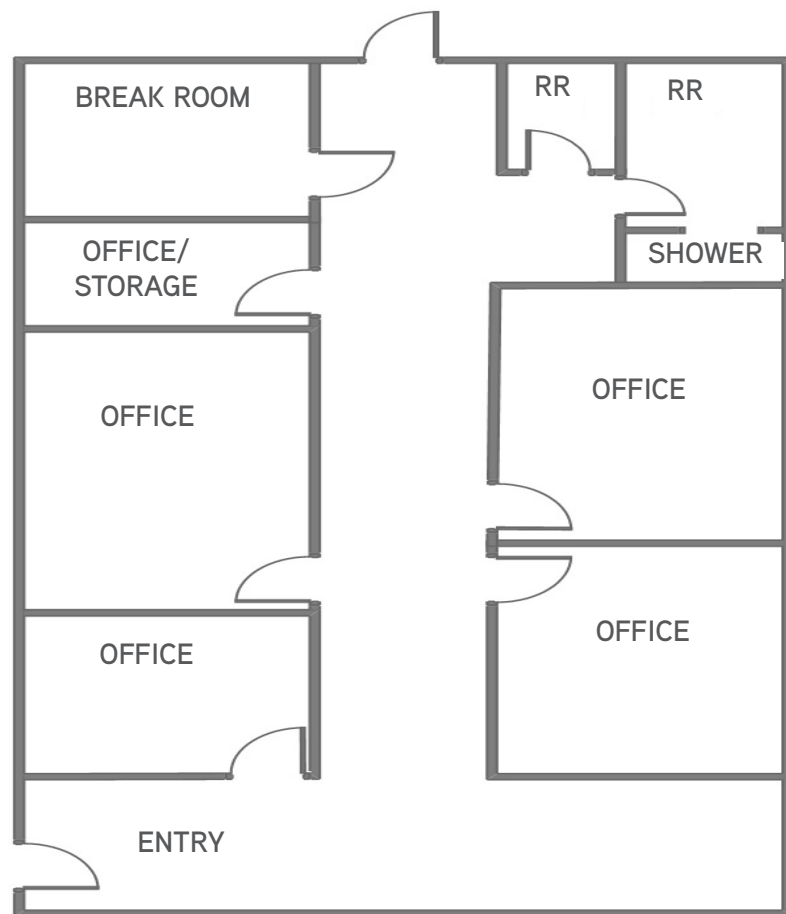 BREAK ROOM
RR
RR
OFFICE/
STORAGE
SHOWER
OFFICE
OFFICE
OFFICE
OFFICE
ENTRY